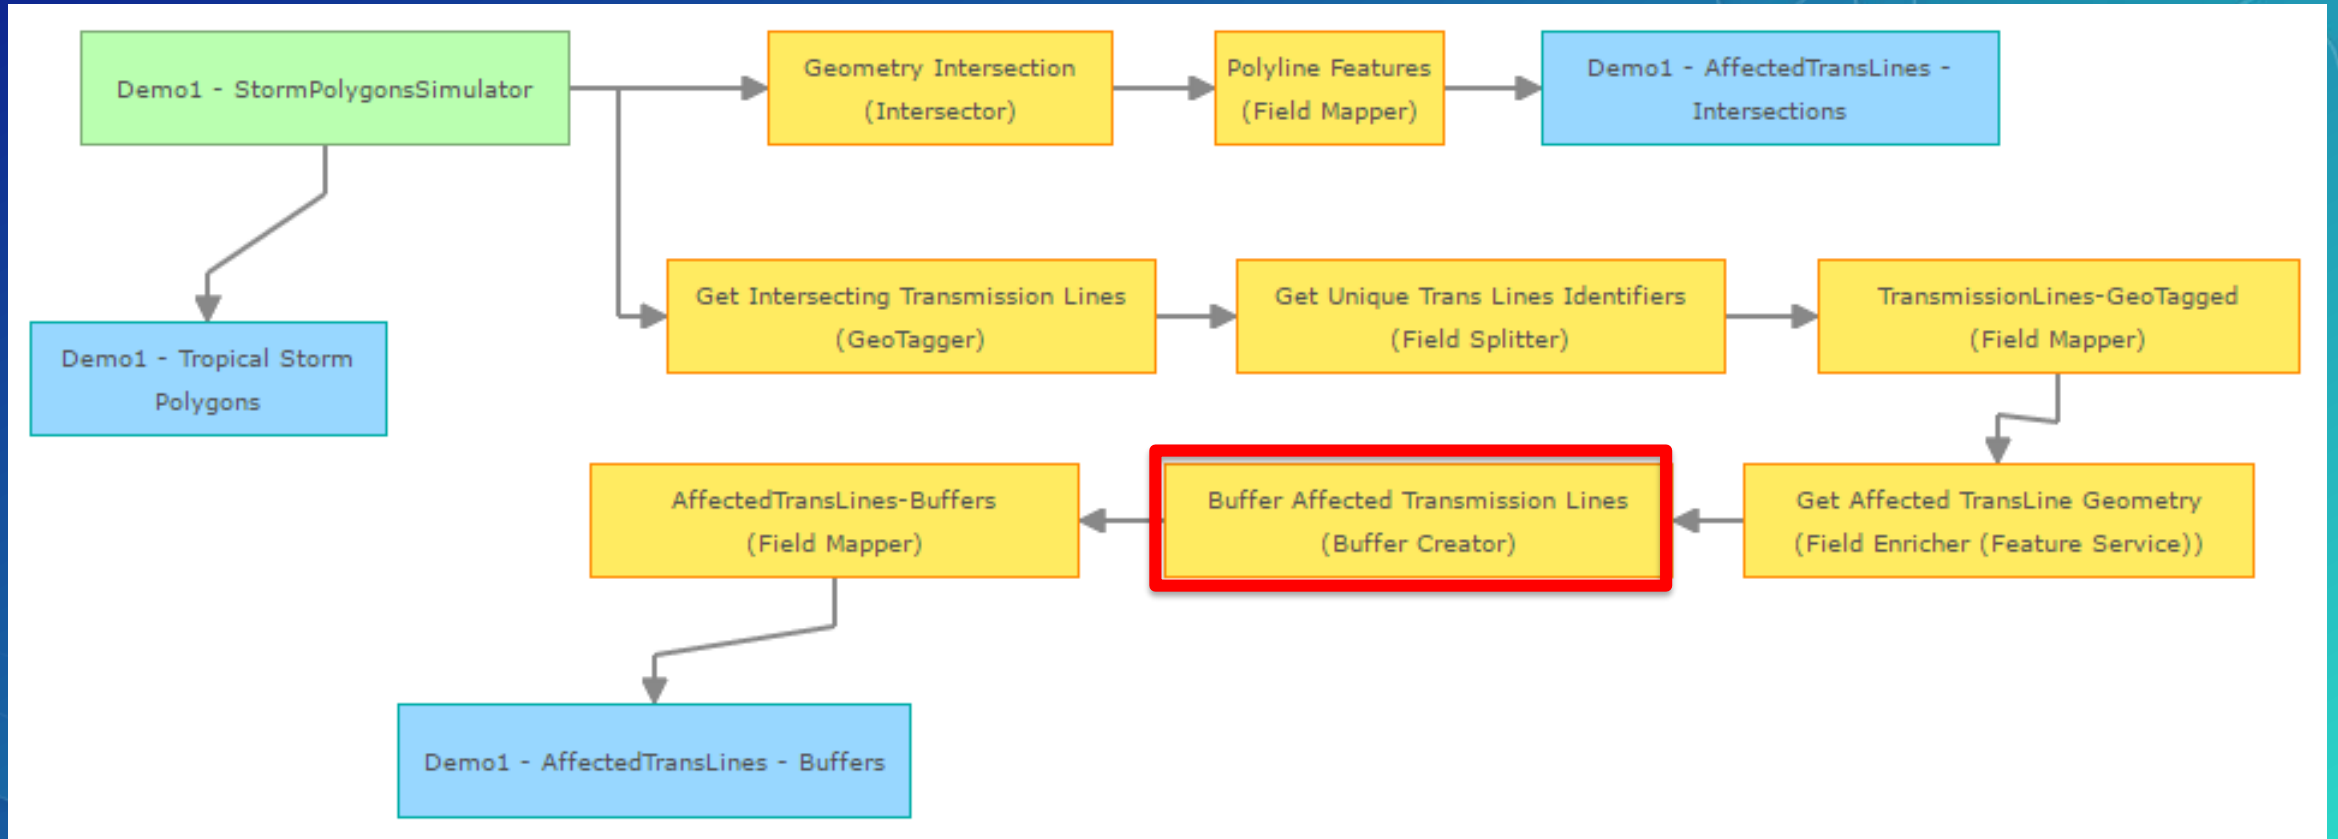 Demo1 - StormPolygonsSimulator
Geometry Intersection
(Intersector)
Polyline Features
(Field Mapper)
Demo1 - AffectedTransLines -
Intersections
Get Intersecting Transmission Lines
(GeoTagger)
Get Unique Trans Lines Identifiers
(Field Splitter)
TransmissionLines-GeoTagged
(Field Mapper)
Demo1 - Tropical Storm
Polygons
AffectedTransLines-Buffers
(Field Mapper)
Buffer Affected Transmission Lines
(Buffer Creator)
Get Affected TransLine Geometry
(Field Enricher (Feature Service))
Demo1 - AffectedTransLines - Buffers